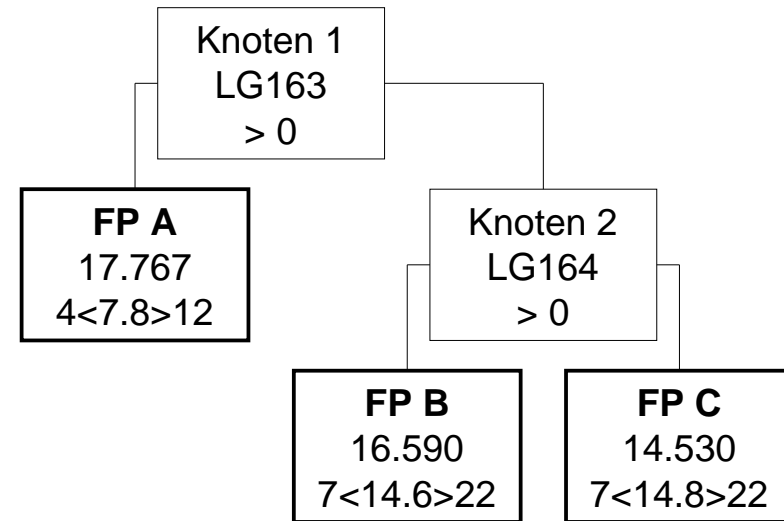 Knoten 1
LG163
> 0
FP A
17.767
4<7.8>12
Knoten 2
LG164
> 0
FP B
16.590
7<14.6>22
FP C
14.530
7<14.8>22